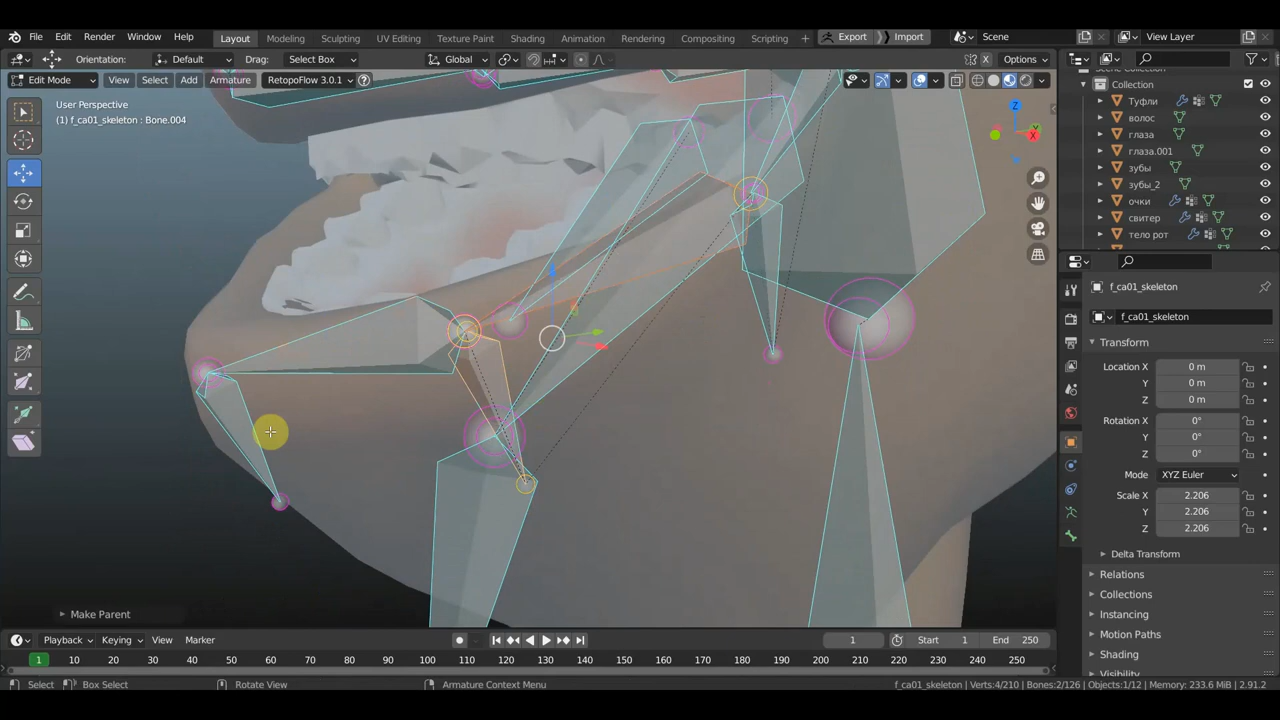 File Edit Render Window Help Layout Modeling Sculpting UV Editing Texture Paint Shading Animation Rendering Compositing Scripting + Export Import Scene View Layer
Orientation: Default Drag: Select Box Global Options
Edit Mode View Select Add Armature RetopoFlow 3.0.1
User Perspective
(1) f_ca01_skeleton : Bone.004
Z
Y
X
Scene Collection
Collection
Туфли
волос
глаза
глаза.001
зубы
зубы_2
очки
свитер
тело рот
f_ca01_skeleton
f_ca01_skeleton
Transform
Location X 0 m
Y 0 m
Z 0 m
Rotation X 0°
Y 0°
Z 0°
Mode XYZ Euler
Scale X 2.206
Y 2.206
Z 2.206
Delta Transform
Relations
Collections
Instancing
Motion Paths
Shading
Visibility
Make Parent
Playback Keying View Marker 1 Start 1 End 250
1 10 20 30 40 50 60 70 80 90 100 110 120 130 140 150 160 170 180 190 200 210 220 230 240 250
Select Box Select Rotate View Armature Context Menu f_ca01_skeleton | Verts:4/210 | Bones:2/126 | Objects:1/12 | Memory: 233.6 MiB | 2.91.2